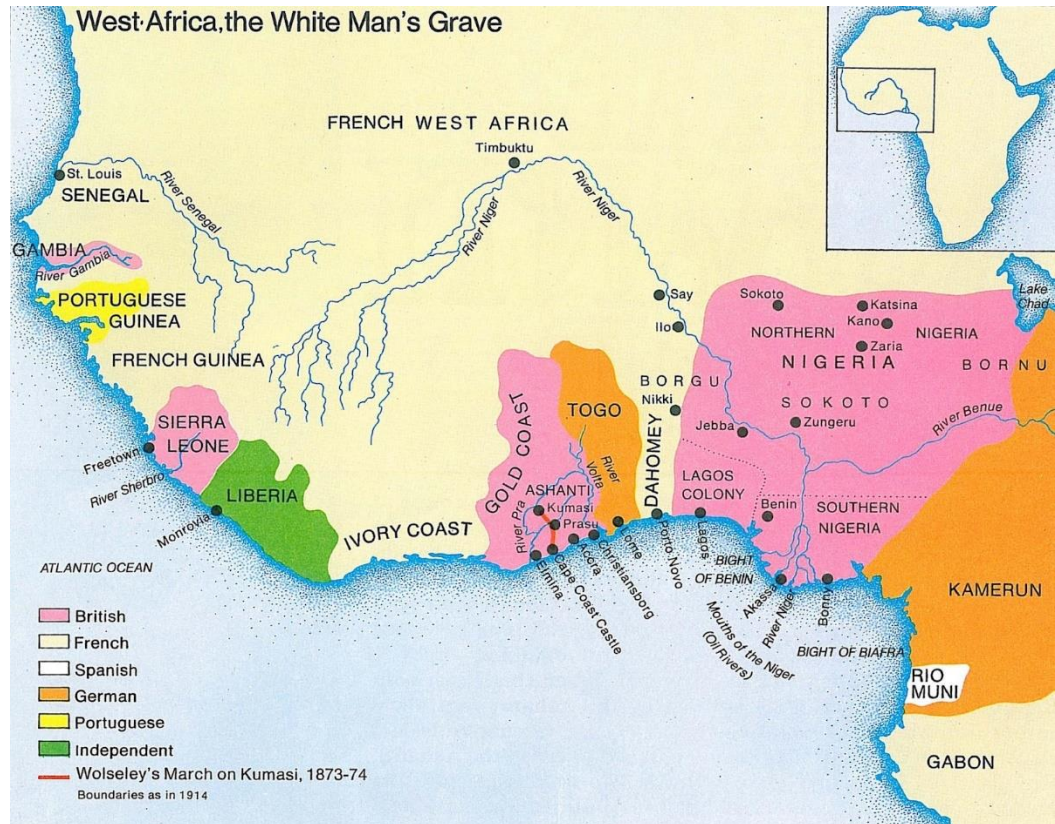 West·Africa, the White Man's Grave
FRENCH WEST AFRICA
Timbuktu
St. Louis
SENEGAL
River Senegal
River Niger
River Niger
GAMBIA
River Gambia
PORTUGUESE
GUINEA
FRENCH GUINEA
SIERRA
LEONE
Freetown
River Sherbro
LIBERIA
Monrovia
IVORY COAST
GOLD COAST
ASHANTI
Kumasi
Prasu
River Pra
River
Volta
TOGO
Elmina
Cape Coast Castle
Accra
Christiansborg
Lome
DAHOMEY
Porto Novo
Say
Ilo
BORGU
Nikki
Sokoto
Katsina
Kano
NORTHERN NIGERIA
Zaria
NIGERIA
BORNU
Lake
Chad
SOKOTO
Zungeru
Jebba
River Benue
LAGOS
COLONY
Lagos
Benin
SOUTHERN
NIGERIA
BIGHT
OF BENIN
Akassa
River Niger
Bonny
Mouths of the Niger
(Oil Rivers)
BIGHT OF BIAFRA
KAMERUN
RIO
MUNI
GABON
ATLANTIC OCEAN
British
French
Spanish
German
Portuguese
Independent
Wolseley's March on Kumasi, 1873-74
Boundaries as in 1914